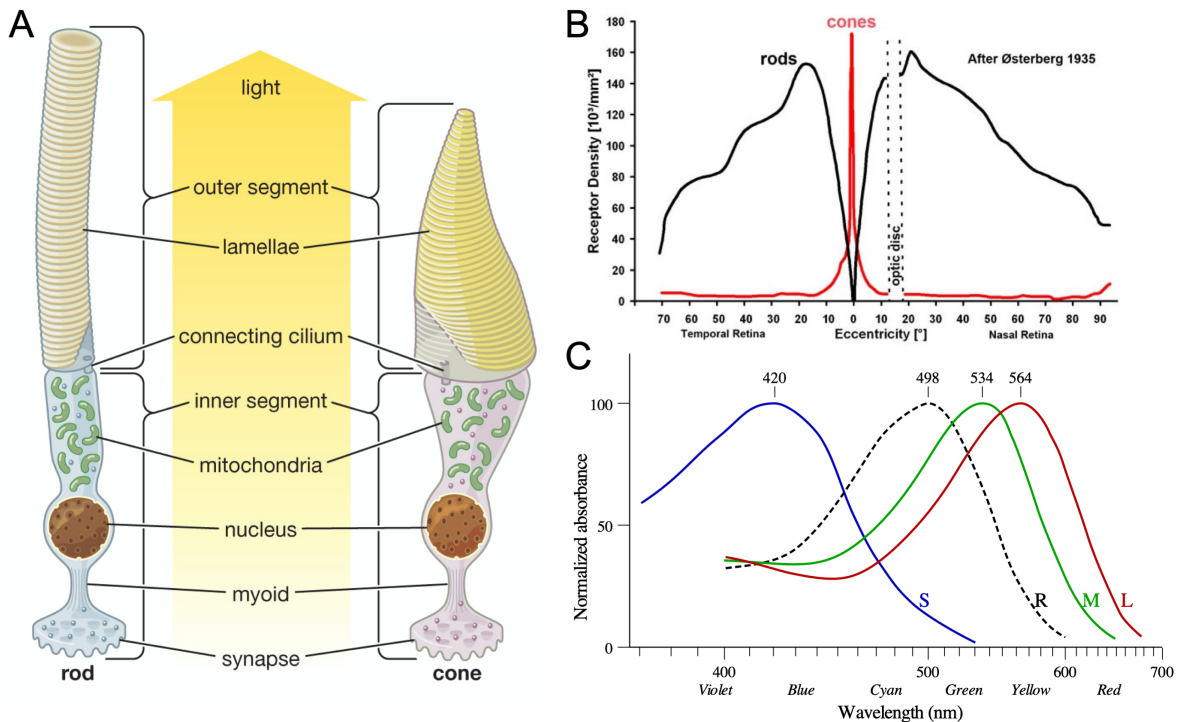 A
light
outer segment
lamellae
connecting cilium
inner segment
mitochondria
nucleus
myoid
synapse
rod
cone
B
cones
rods
After Østerberg 1935
Receptor Density [10³/mm²]
180
160
140
120
100
80
60
40
20
0
optic disc
70 60 50 40 30 20 10 0 10 20 30 40 50 60 70 80 90
Temporal Retina Eccentricity [°] Nasal Retina
C
420 498 534 564
Normalized absorbance
100
50
0
S R M L
400 500 600 700
Violet Blue Cyan Green Yellow Red
Wavelength (nm)